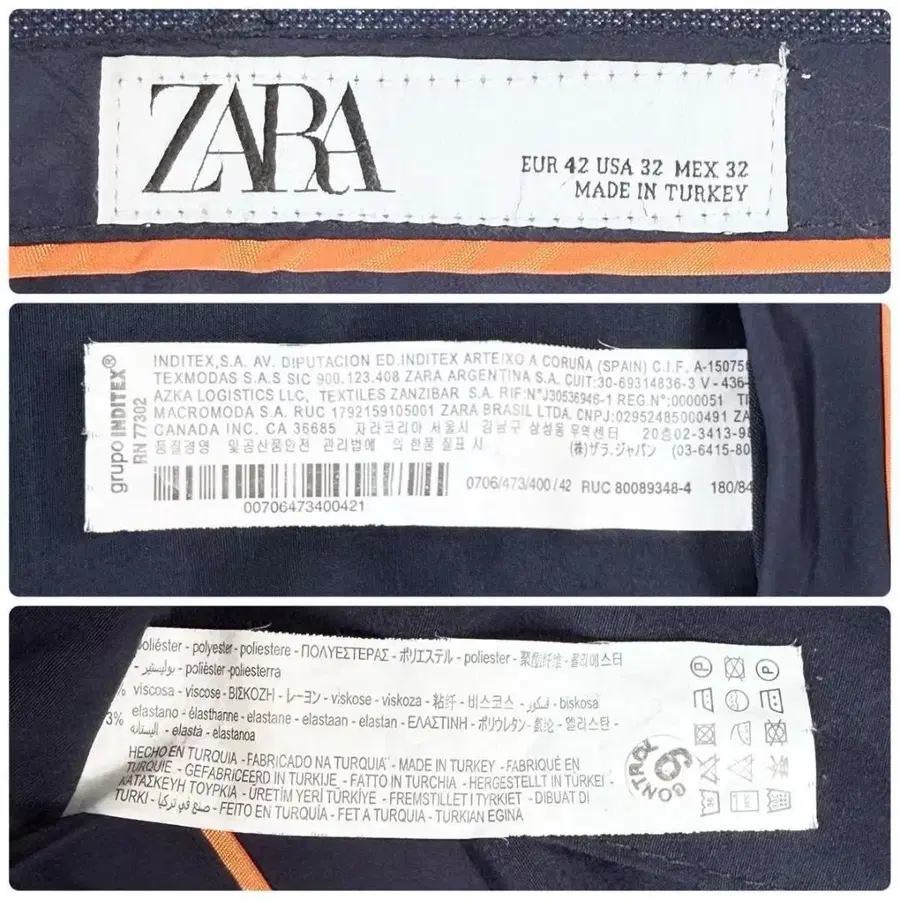 ZARA
EUR 42 USA 32 MEX 32
MADE IN TURKEY
grupo INDITEX®
RN 77302
INDITEX,S.A. AV. DIPUTACION ED.INDITEX ARTEIXO A CORUÑA (SPAIN) C.I.F. A-15075
TEXMODAS S.A.S SIC 900.123.408 ZARA ARGENTINA S.A. CUIT:30-69314836-3 V - 436-
AZKA LOGISTICS LLC, TEXTILES ZANZIBAR S.A. RIF:N°J30536946-1 REG.N°:0000051
MACROMODA S.A. RUC 1792159105001 ZARA BRASIL LTDA. CNPJ:02952485000491 ZA
CANADA INC. CA 36685 자라코리아 서울시 강남구 삼성동 무역센터 20층02-3413-9
품질경영 및공산품안전 관리법에 의한품 질표 시 (株)ザラ.ジャパン (03-6415-80
00706473400421
0706/473/400/42 RUC 80089348-4 180/84
poliéster - polyester - poliestere - ΠΟΛΥΕΣΤΕΡΑΣ - ポリエステル - poliester - 聚酯纤维 - 폴리에스터
- بوليستير - polièster -poliesterra
% viscosa - viscose - ΒΙΣΚΟΖΗ - レーヨン - viskose - viskoza - 粘纤 - 비스코스 - فسكوز - biskosa
3% elastano - élasthanne - elastane - elastaan - elastan - ΕΛΑΣΤΙΝΗ - ポリウレタン - 氨纶 - 엘라스탄 -
اليستانه - elastà - elastanoa
HECHO EN TURQUIA - FABRICADO NA TURQUIA - MADE IN TURKEY - FABRIQUÉ EN
TURQUIE - GEFABRICEERD IN TURKIJE - FATTO IN TURCHIA - HERGESTELLT IN TÜRKEI -
ΚΑΤΑΣΚΕΥΗ ΤΟΥΡΚΙΑ - ÜRETİM YERİ TÜRKİYE - FREMSTILLET I TYRKIET - DIBUAT DI
TURKI - صنع في تركيا - FEITO EN TURQUÍA - FET A TURQUIA - TURKIAN EGINA
CONTROL 6